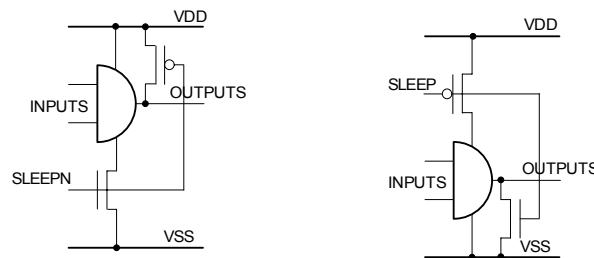 VDD
INPUTS
OUTPUTS
SLEEPN
VSS
VDD
SLEEP
INPUTS
OUTPUTS
VSS